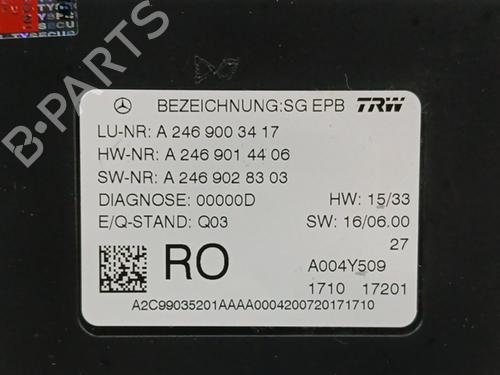 TYSECU
BEZEICHNUNG:SG EPB TRW
LU-NR: A 246 900 34 17
HW-NR: A 246 901 44 06
SW-NR: A 246 902 83 03
DIAGNOSE: 00000D HW: 15/33
E/Q-STAND: Q03 SW: 16/06.00
27
RO
A004Y509
1710 17201
A2C99035201AAAA0004200720171710
B-PARTS